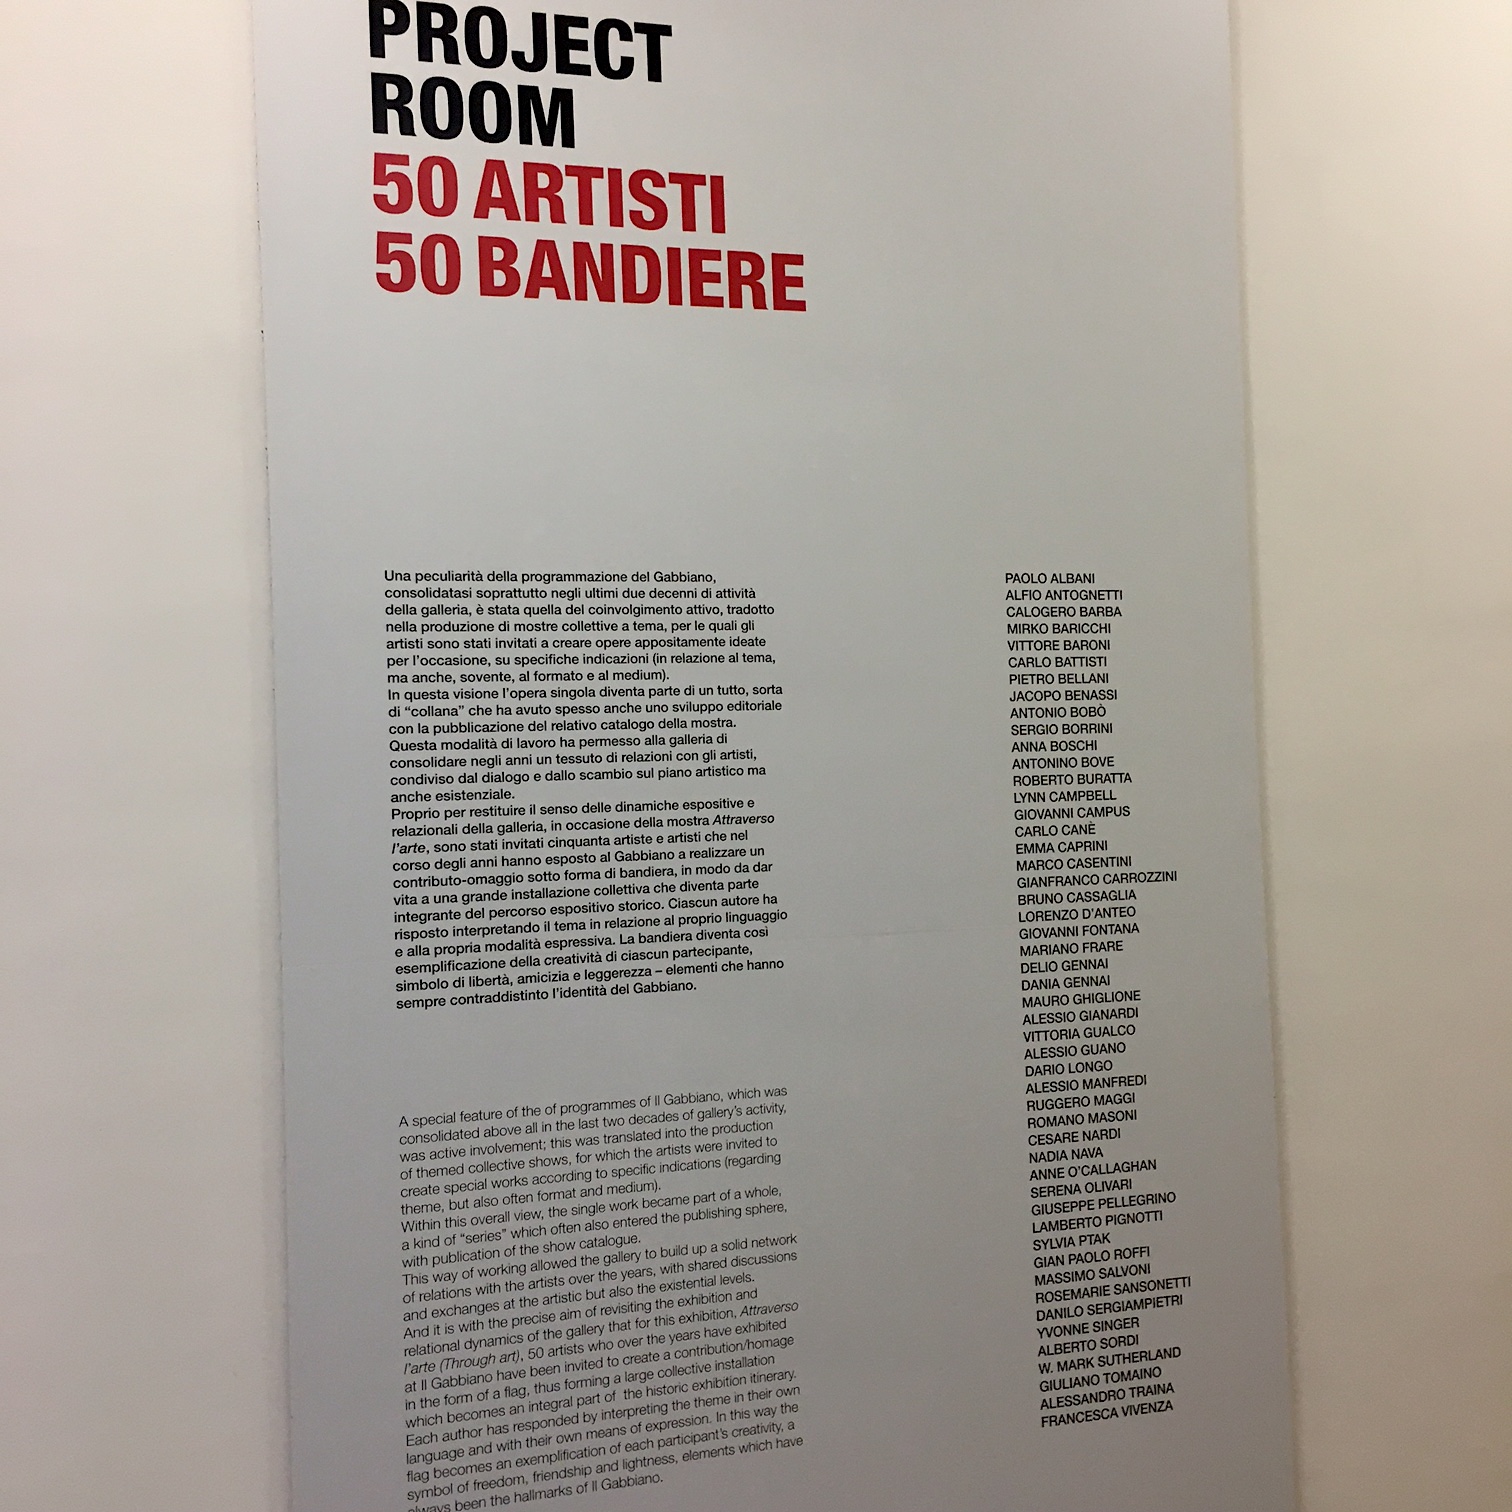 PROJECT
ROOM
50 ARTISTI
50 BANDIERE
Una peculiarità della programmazione del Gabbiano,
consolidatasi soprattutto negli ultimi due decenni di attività
della galleria, è stata quella del coinvolgimento attivo, tradotto
nella produzione di mostre collettive a tema, per le quali gli
artisti sono stati invitati a creare opere appositamente ideate
per l’occasione, su specifiche indicazioni (in relazione al tema,
ma anche, sovente, al formato e al medium).
In questa visione l’opera singola diventa parte di un tutto, sorta
di “collana” che ha avuto spesso anche uno sviluppo editoriale
con la pubblicazione del relativo catalogo della mostra.
Questa modalità di lavoro ha permesso alla galleria di
consolidare negli anni un tessuto di relazioni con gli artisti,
condiviso dal dialogo e dallo scambio sul piano artistico ma
anche esistenziale.
Proprio per restituire il senso delle dinamiche espositive e
relazionali della galleria, in occasione della mostra Attraverso
l’arte, sono stati invitati cinquanta artiste e artisti che nel
corso degli anni hanno esposto al Gabbiano a realizzare un
contributo-omaggio sotto forma di bandiera, in modo da dar
vita a una grande installazione collettiva che diventa parte
integrante del percorso espositivo storico. Ciascun autore ha
risposto interpretando il tema in relazione al proprio linguaggio
e alla propria modalità espressiva. La bandiera diventa così
esemplificazione della creatività di ciascun partecipante,
simbolo di libertà, amicizia e leggerezza – elementi che hanno
sempre contraddistinto l’identità del Gabbiano.
A special feature of the of programmes of Il Gabbiano, which was
consolidated above all in the last two decades of gallery’s activity,
was active involvement; this was translated into the production
of themed collective shows, for which the artists were invited to
create special works according to specific indications (regarding
theme, but also often format and medium).
Within this overall view, the single work became part of a whole,
a kind of “series” which often also entered the publishing sphere,
with publication of the show catalogue.
This way of working allowed the gallery to build up a solid network
of relations with the artists over the years, with shared discussions
and exchanges at the artistic but also the existential levels.
And it is with the precise aim of revisiting the exhibition and
relational dynamics of the gallery that for this exhibition, Attraverso
l’arte (Through art), 50 artists who over the years have exhibited
at Il Gabbiano have been invited to create a contribution/homage
in the form of a flag, thus forming a large collective installation
which becomes an integral part of the historic exhibition itinerary.
Each author has responded by interpreting the theme in their own
language and with their own means of expression. In this way the
flag becomes an exemplification of each participant’s creativity, a
symbol of freedom, friendship and lightness, elements which have
always been the hallmarks of Il Gabbiano.
PAOLO ALBANI
ALFIO ANTOGNETTI
CALOGERO BARBA
MIRKO BARICCHI
VITTORE BARONI
CARLO BATTISTI
PIETRO BELLANI
JACOPO BENASSI
ANTONIO BOBÒ
SERGIO BORRINI
ANNA BOSCHI
ANTONINO BOVE
ROBERTO BURATTA
LYNN CAMPBELL
GIOVANNI CAMPUS
CARLO CANÈ
EMMA CAPRINI
MARCO CASENTINI
GIANFRANCO CARROZZINI
BRUNO CASSAGLIA
LORENZO D’ANTEO
GIOVANNI FONTANA
MARIANO FRARE
DELIO GENNAI
DANIA GENNAI
MAURO GHIGLIONE
ALESSIO GIANARDI
VITTORIA GUALCO
ALESSIO GUANO
DARIO LONGO
ALESSIO MANFREDI
RUGGERO MAGGI
ROMANO MASONI
CESARE NARDI
NADIA NAVA
ANNE O’CALLAGHAN
SERENA OLIVARI
GIUSEPPE PELLEGRINO
LAMBERTO PIGNOTTI
SYLVIA PTAK
GIAN PAOLO ROFFI
MASSIMO SALVONI
ROSEMARIE SANSONETTI
DANILO SERGIAMPIETRI
YVONNE SINGER
ALBERTO SORDI
W. MARK SUTHERLAND
GIULIANO TOMAINO
ALESSANDRO TRAINA
FRANCESCA VIVENZA